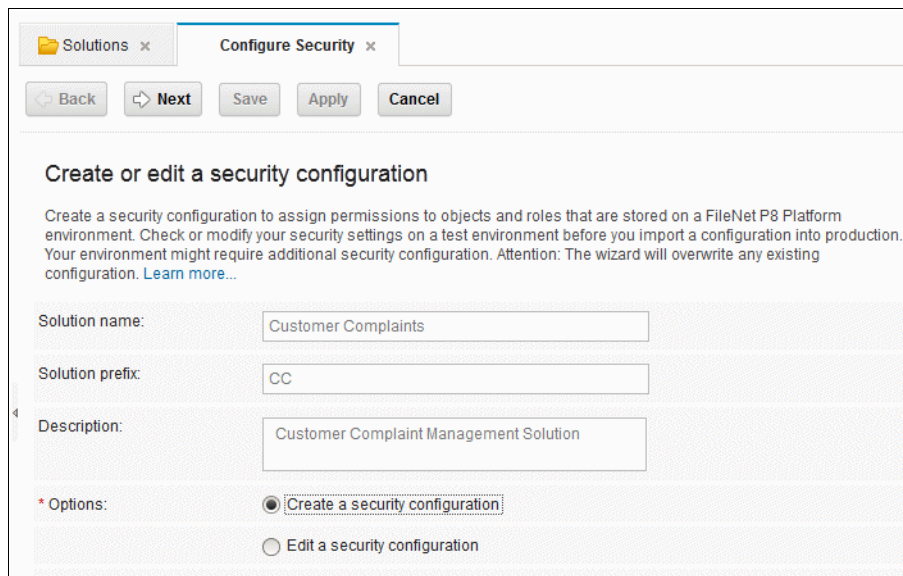 Solutions x Configure Security x
Back Next Save Apply Cancel
Create or edit a security configuration
Create a security configuration to assign permissions to objects and roles that are stored on a FileNet P8 Platform
environment. Check or modify your security settings on a test environment before you import a configuration into production.
Your environment might require additional security configuration. Attention: The wizard will overwrite any existing
configuration. Learn more...
Solution name: Customer Complaints
Solution prefix: CC
Description: Customer Complaint Management Solution
* Options: Create a security configuration
Edit a security configuration